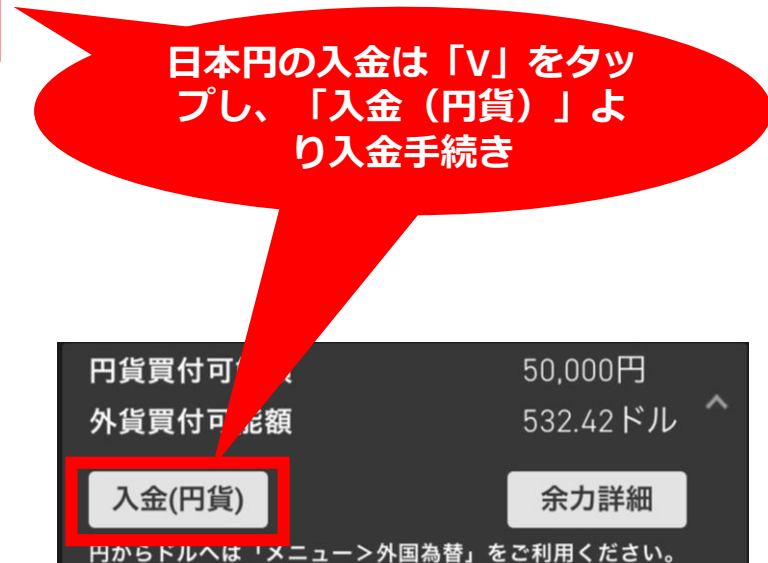 日本円の入金は「V」をタッ
プし、「入金（円貨）」よ
り入金手続き
円貨買付可 50,000円
外貨買付可能額 532.42ドル
入金(円貨) 余力詳細
円からドルへは「メニュー＞外国為替」をご利用ください。